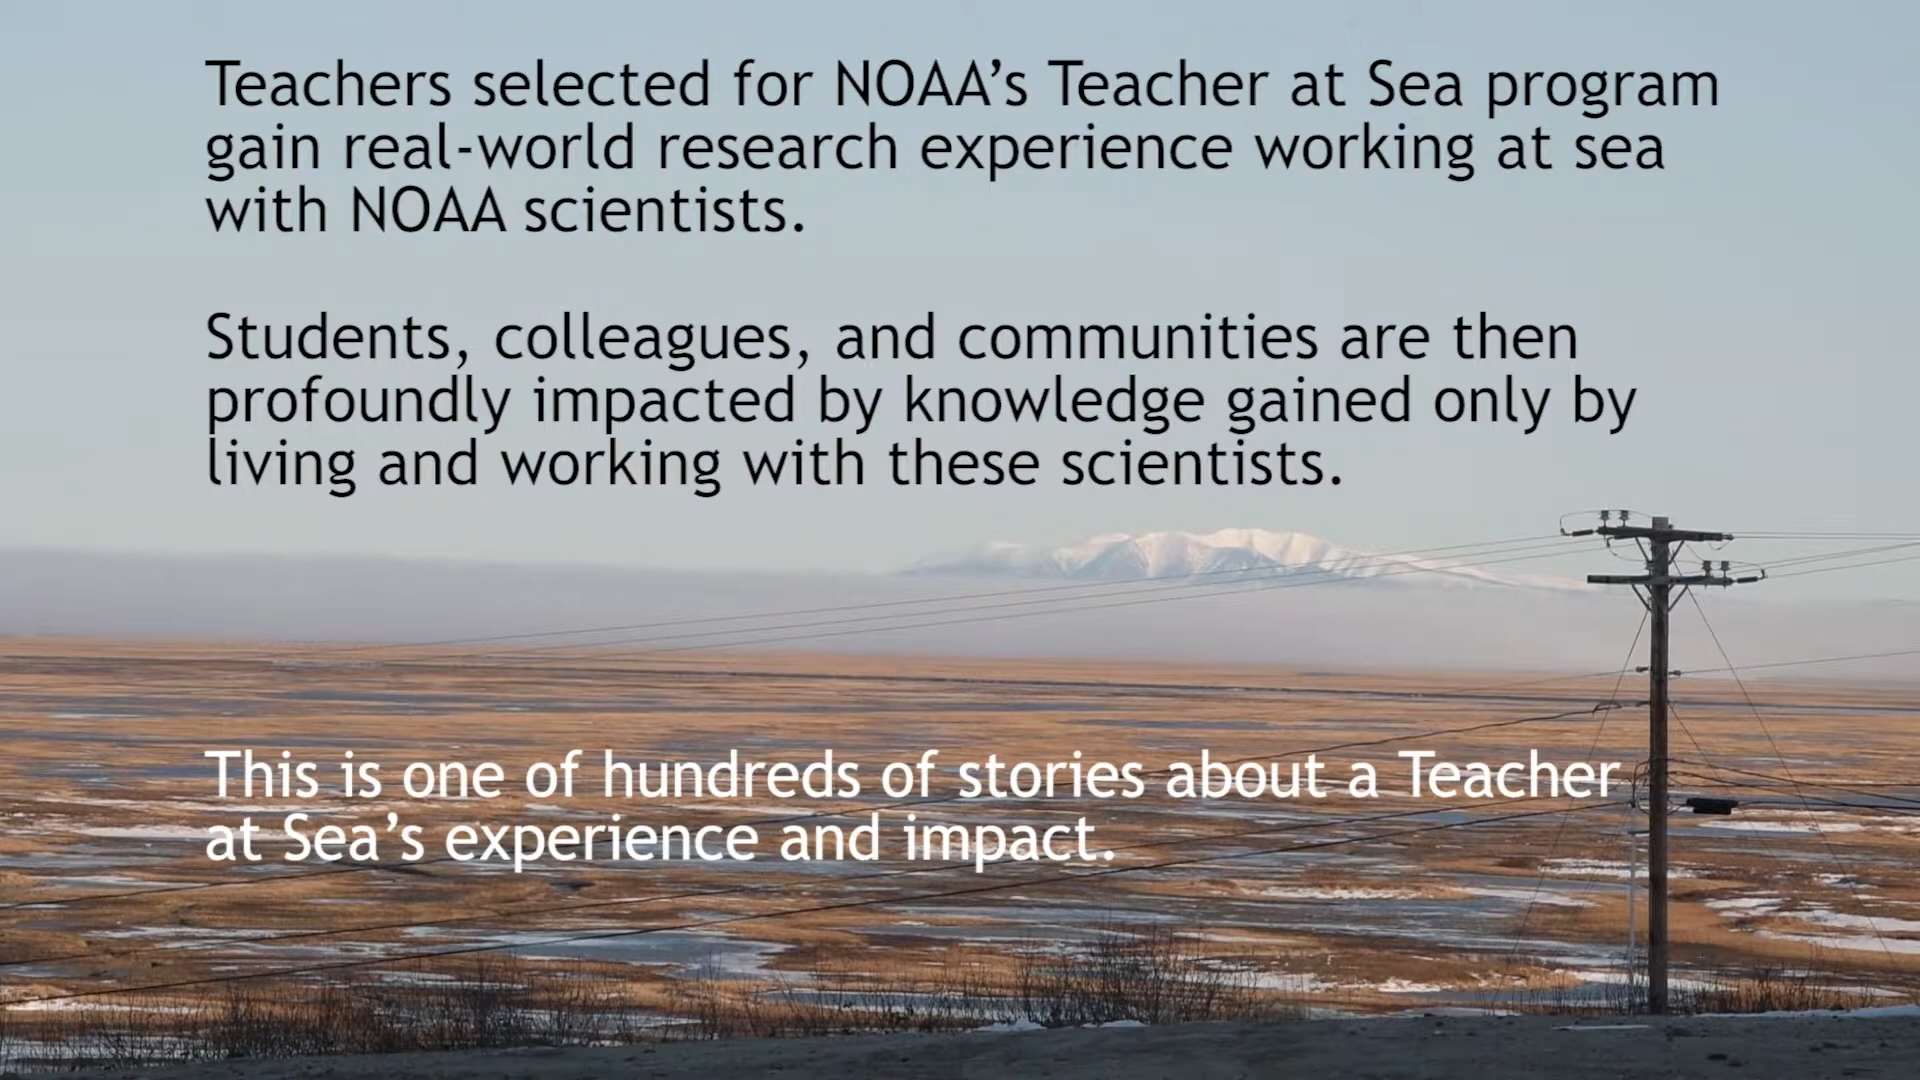 Teachers selected for NOAA’s Teacher at Sea program
gain real-world research experience working at sea
with NOAA scientists.
Students, colleagues, and communities are then
profoundly impacted by knowledge gained only by
living and working with these scientists.
This is one of hundreds of stories about a Teacher
at Sea’s experience and impact.